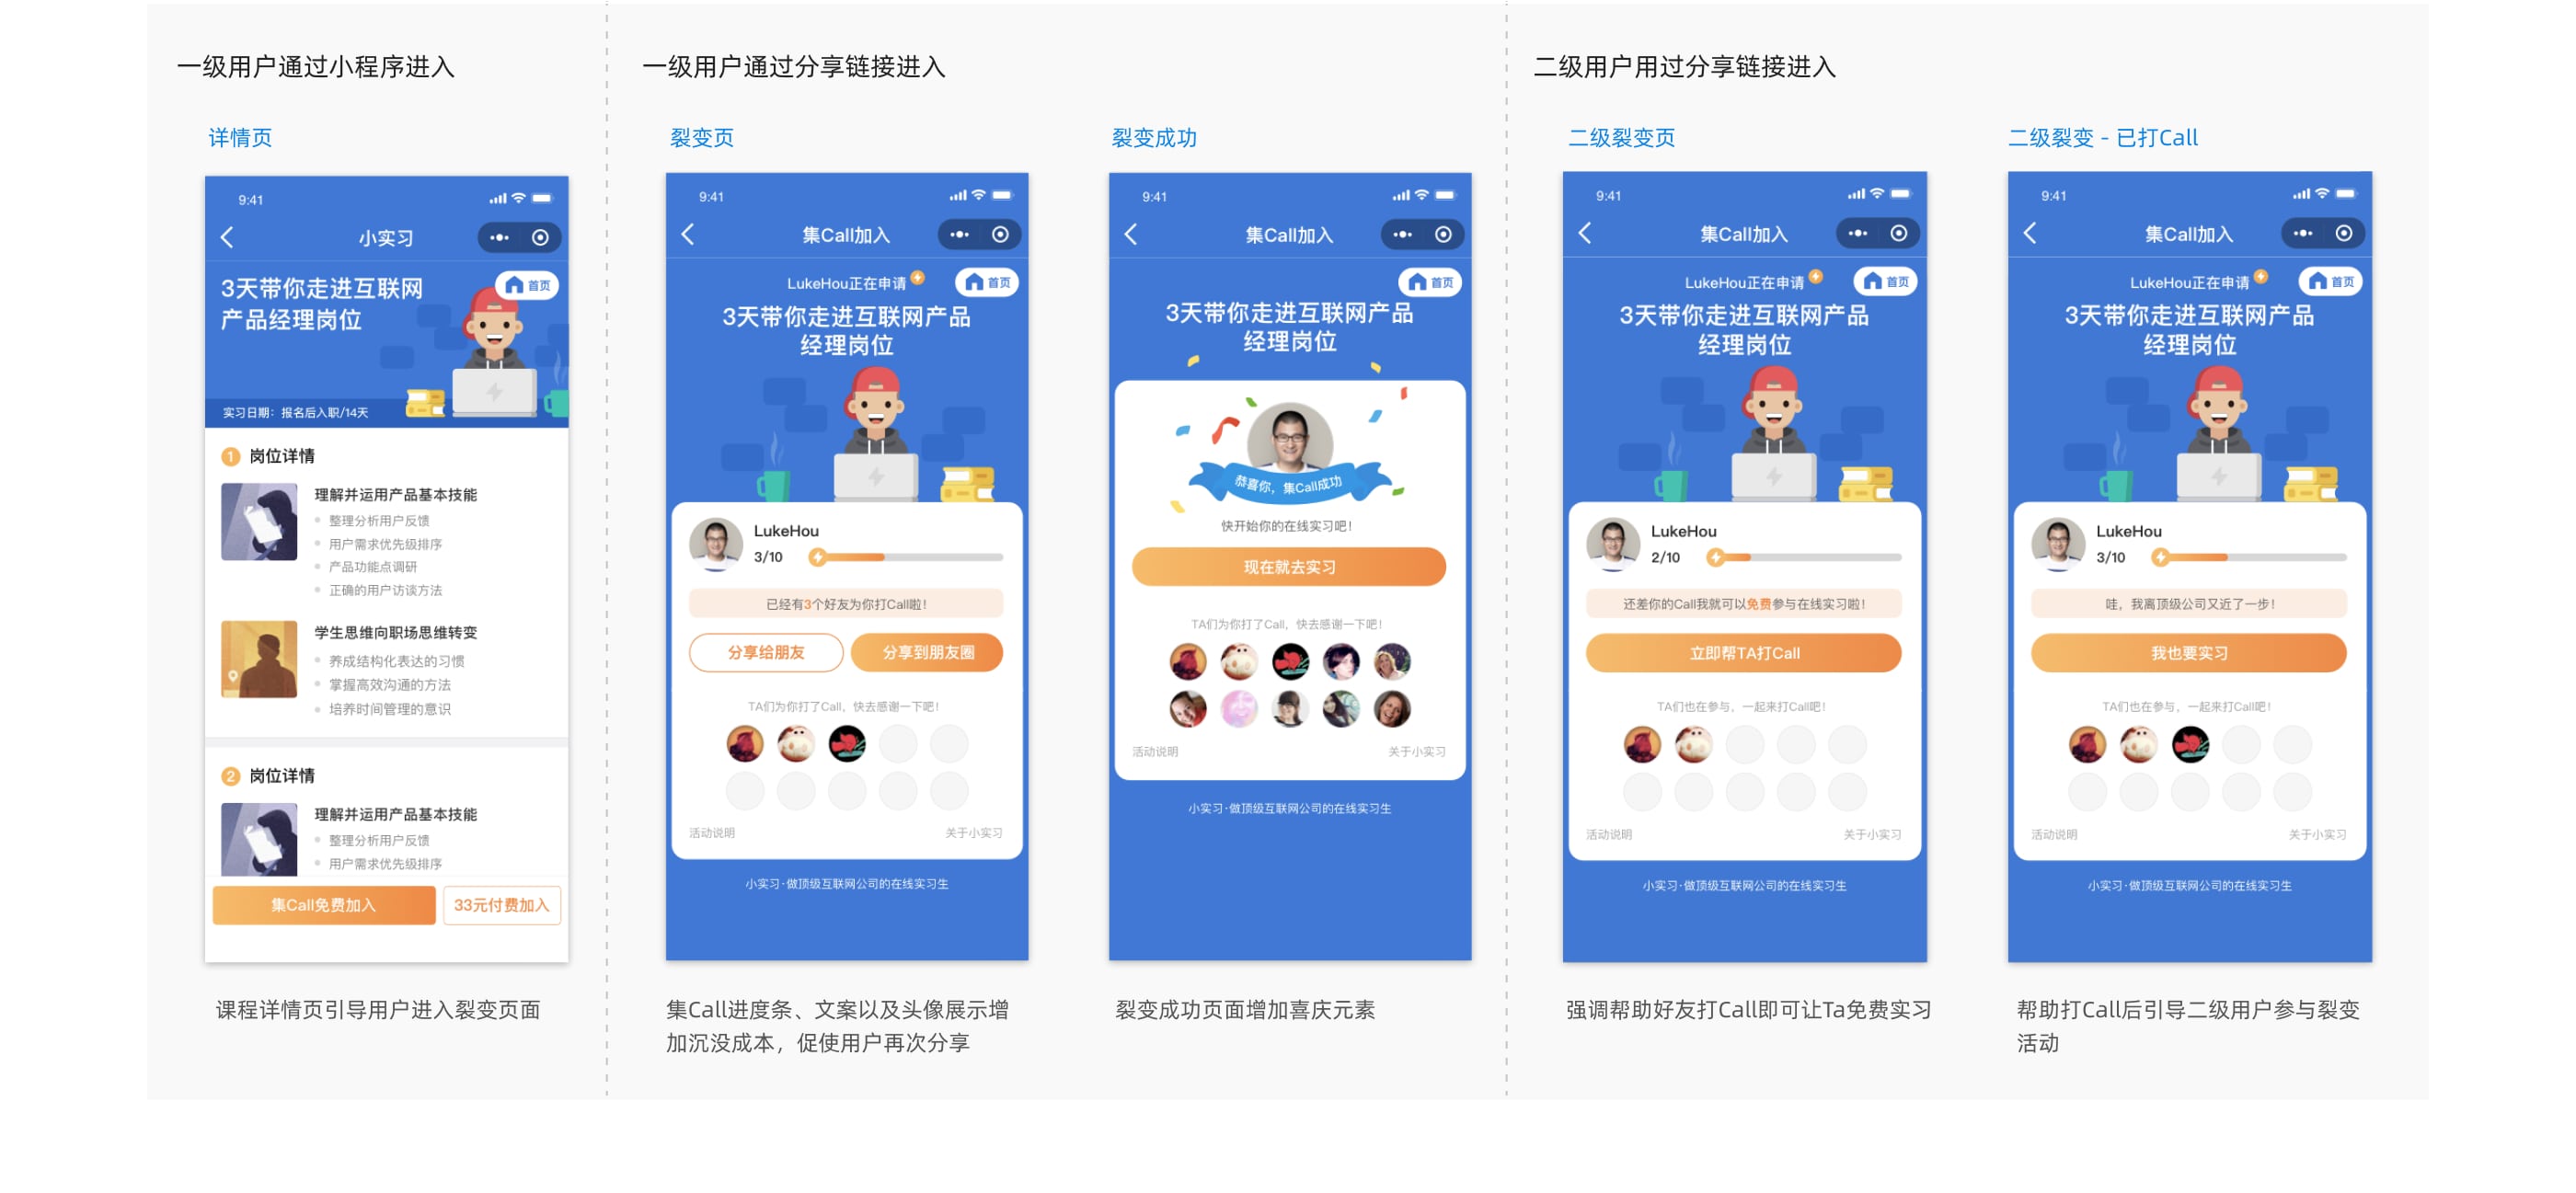 一级用户通过小程序进入
一级用户通过分享链接进入
二级用户用过分享链接进入
详情页
9:41
小实习
3天带你走进互联网
产品经理岗位
首页
实习日期：报名后入职/14天
1 岗位详情
理解并运用产品基本技能
整理分析用户反馈
用户需求优先级排序
产品功能点调研
正确的用户访谈方法
学生思维向职场思维转变
养成结构化表达的习惯
掌握高效沟通的方法
培养时间管理的意识
2 岗位详情
理解并运用产品基本技能
整理分析用户反馈
用户需求优先级排序
集Call免费加入
33元付费加入
课程详情页引导用户进入裂变页面
裂变页
9:41
集Call加入
LukeHou正在申请
首页
3天带你走进互联网产品
经理岗位
LukeHou
3/10
已经有3个好友为你打Call啦！
分享给朋友
分享到朋友圈
TA们为你打了Call，快去感谢一下吧！
活动说明
关于小实习
小实习·做顶级互联网公司的在线实习生
集Call进度条、文案以及头像展示增
加沉没成本，促使用户再次分享
裂变成功
9:41
集Call加入
首页
3天带你走进互联网产品
经理岗位
恭喜你，集Call成功
快开始你的在线实习吧！
现在就去实习
TA们为你打了Call，快去感谢一下吧！
活动说明
关于小实习
小实习·做顶级互联网公司的在线实习生
裂变成功页面增加喜庆元素
二级裂变页
9:41
集Call加入
LukeHou正在申请
首页
3天带你走进互联网产品
经理岗位
LukeHou
2/10
还差你的Call我就可以免费参与在线实习啦！
立即帮TA打Call
TA们也在参与，一起来打Call吧！
活动说明
关于小实习
小实习·做顶级互联网公司的在线实习生
强调帮助好友打Call即可让Ta免费实习
二级裂变 - 已打Call
9:41
集Call加入
LukeHou正在申请
首页
3天带你走进互联网产品
经理岗位
LukeHou
3/10
哇，我离顶级公司又近了一步！
我也要实习
TA们也在参与，一起来打Call吧！
活动说明
关于小实习
小实习·做顶级互联网公司的在线实习生
帮助打Call后引导二级用户参与裂变
活动